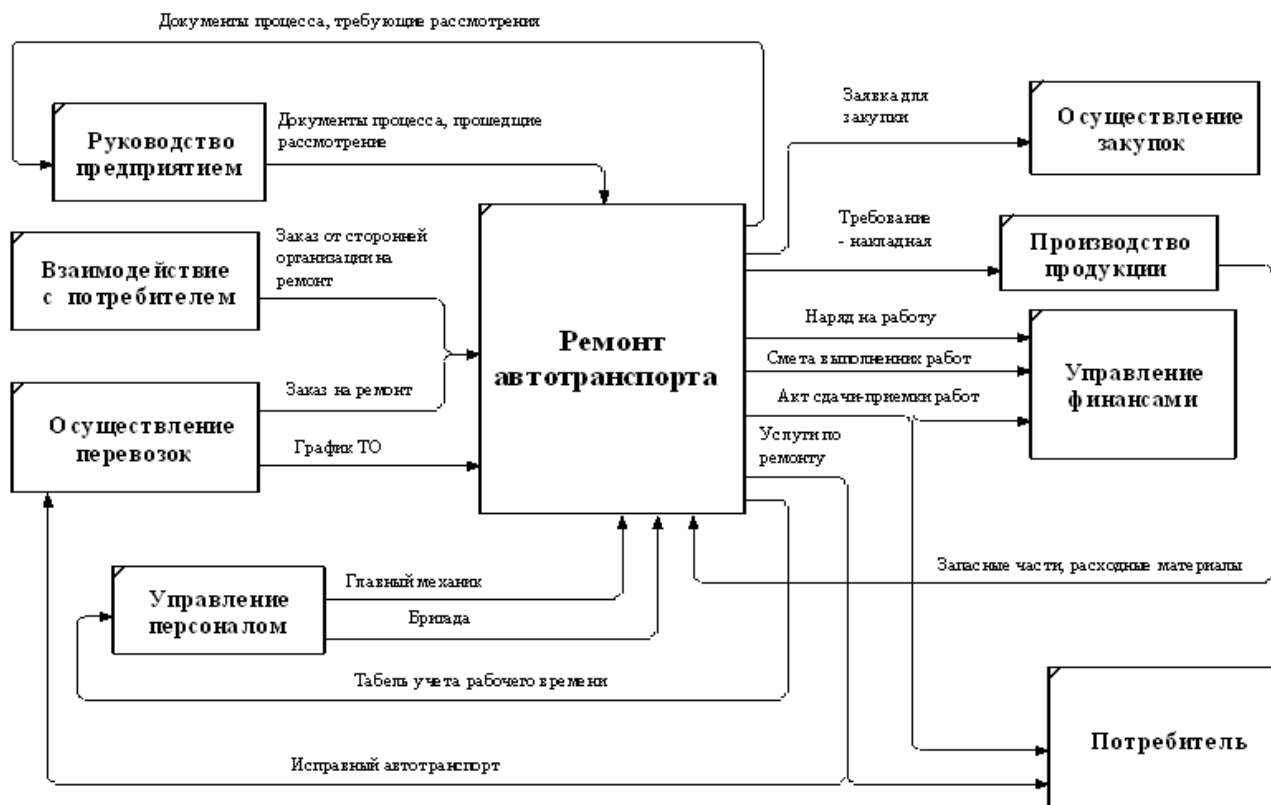 Документы процесса, требующие рассмотрения
Заявка для
закупки
Осуществление
закупок
Руководство
предприятием
Документы процесса, прошедшие
рассмотрение
Заказ от сторонней
организации на
ремонт
Требование
- накладная
Производство
продукции
Взаимодействие
с потребителем
Ремонт
автотранспорта
Наряд на работу
Смета выполненных работ
Управление
финансами
Заказ на ремонт
Акт сдачи-приемки работ
Осуществление
перевозок
График ТО
Услуги по
ремонту
Запасные части, расходные материалы
Главный механик
Управление
персоналом
Бригада
Табель учета рабочего времени
Потребитель
Исправный автотранспорт